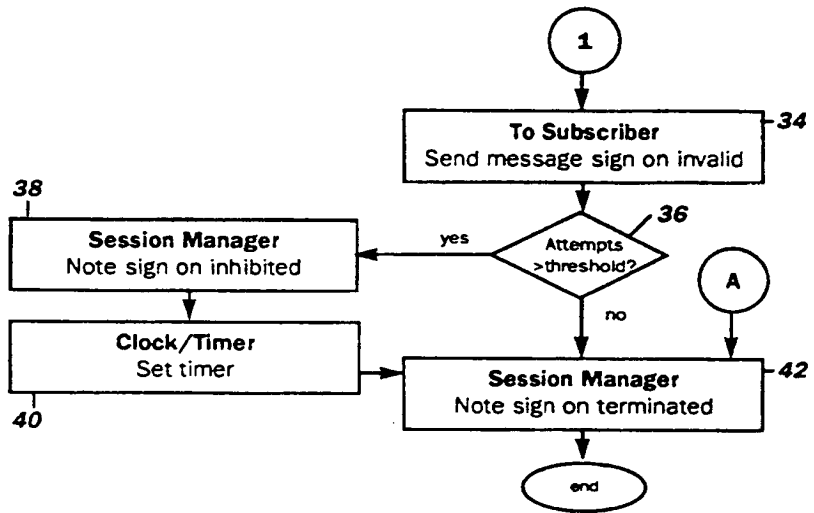 1
To Subscriber
Send message sign on invalid
34
36
Attempts
>threshold?
yes
no
38
Session Manager
Note sign on inhibited
Clock/Timer
Set timer
40
A
Session Manager
Note sign on terminated
42
end